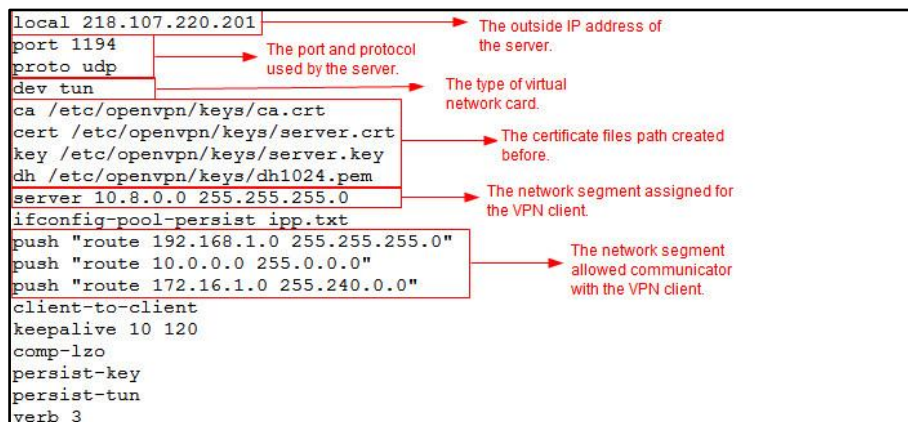 local 218.107.220.201
port 1194
proto udp
dev tun
ca /etc/openvpn/keys/ca.crt
cert /etc/openvpn/keys/server.crt
key /etc/openvpn/keys/server.key
dh /etc/openvpn/keys/dh1024.pem
server 10.8.0.0 255.255.255.0
ifconfig-pool-persist ipp.txt
push "route 192.168.1.0 255.255.255.0"
push "route 10.0.0.0 255.0.0.0"
push "route 172.16.1.0 255.240.0.0"
client-to-client
keepalive 10 120
comp-lzo
persist-key
persist-tun
verb 3
The outside IP address of
the server.
The port and protocol
used by the server.
The type of virtual
network card.
The certificate files path created
before.
The network segment assigned for
the VPN client.
The network segment
allowed communicator
with the VPN client.